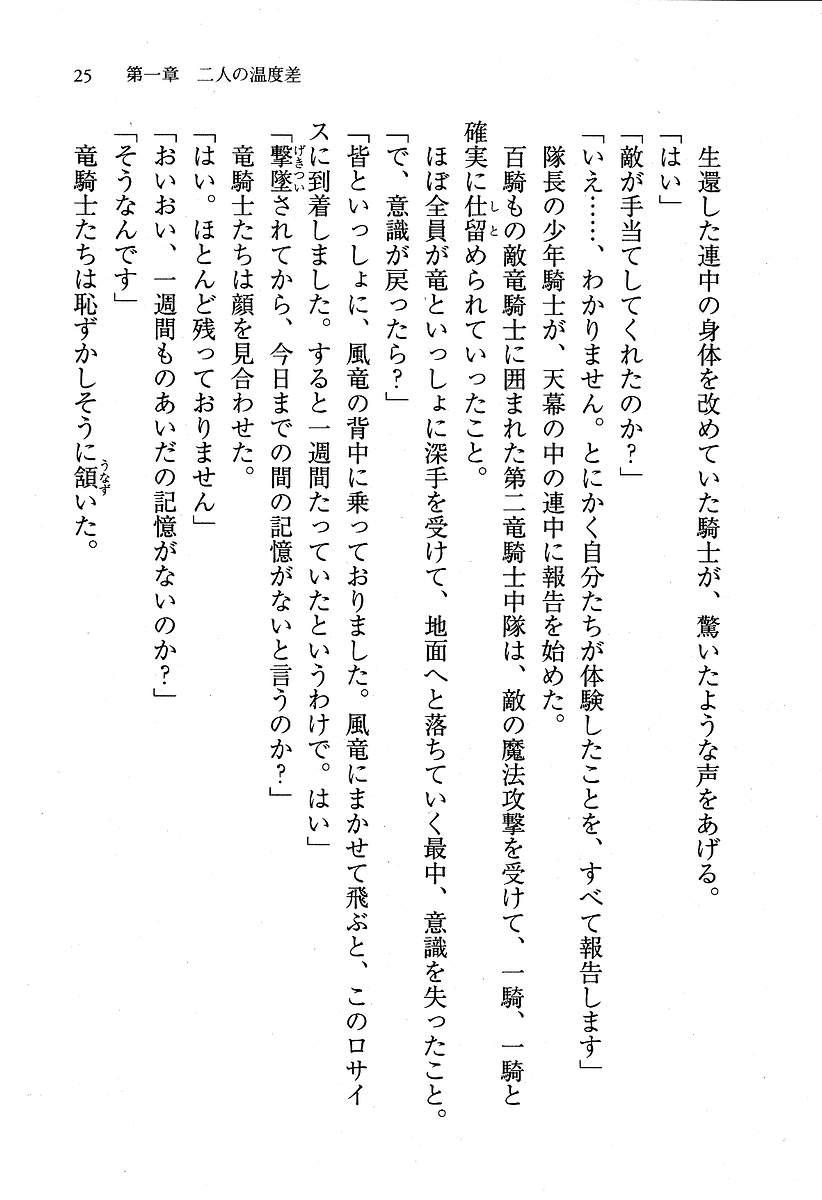 25　第一章　二人の温度差
生還した連中の身体を改めていた騎士が、驚いたような声をあげる。
「はい」
「敵が手当てしてくれたのか？」
「いえ……、わかりません。とにかく自分たちが体験したことを、すべて報告します」
隊長の少年騎士が、天幕の中の連中に報告を始めた。
百騎もの敵竜騎士に囲まれた第二竜騎士中隊は、敵の魔法攻撃を受けて、一騎、一騎と
確実に仕留められていったこと。
ほぼ全員が竜といっしょに深手を受けて、地面へと落ちていく最中、意識を失ったこと。
「で、意識が戻ったら？」
「皆といっしょに、風竜の背中に乗っておりました。風竜にまかせて飛ぶと、このロサイ
スに到着しました。すると一週間たっていたというわけで。はい」
「撃墜されてから、今日までの間の記憶がないと言うのか？」
竜騎士たちは顔を見合わせた。
「はい。ほとんど残っておりません」
「おいおい、一週間ものあいだの記憶がないのか？」
「そうなんです」
竜騎士たちは恥ずかしそうに頷いた。